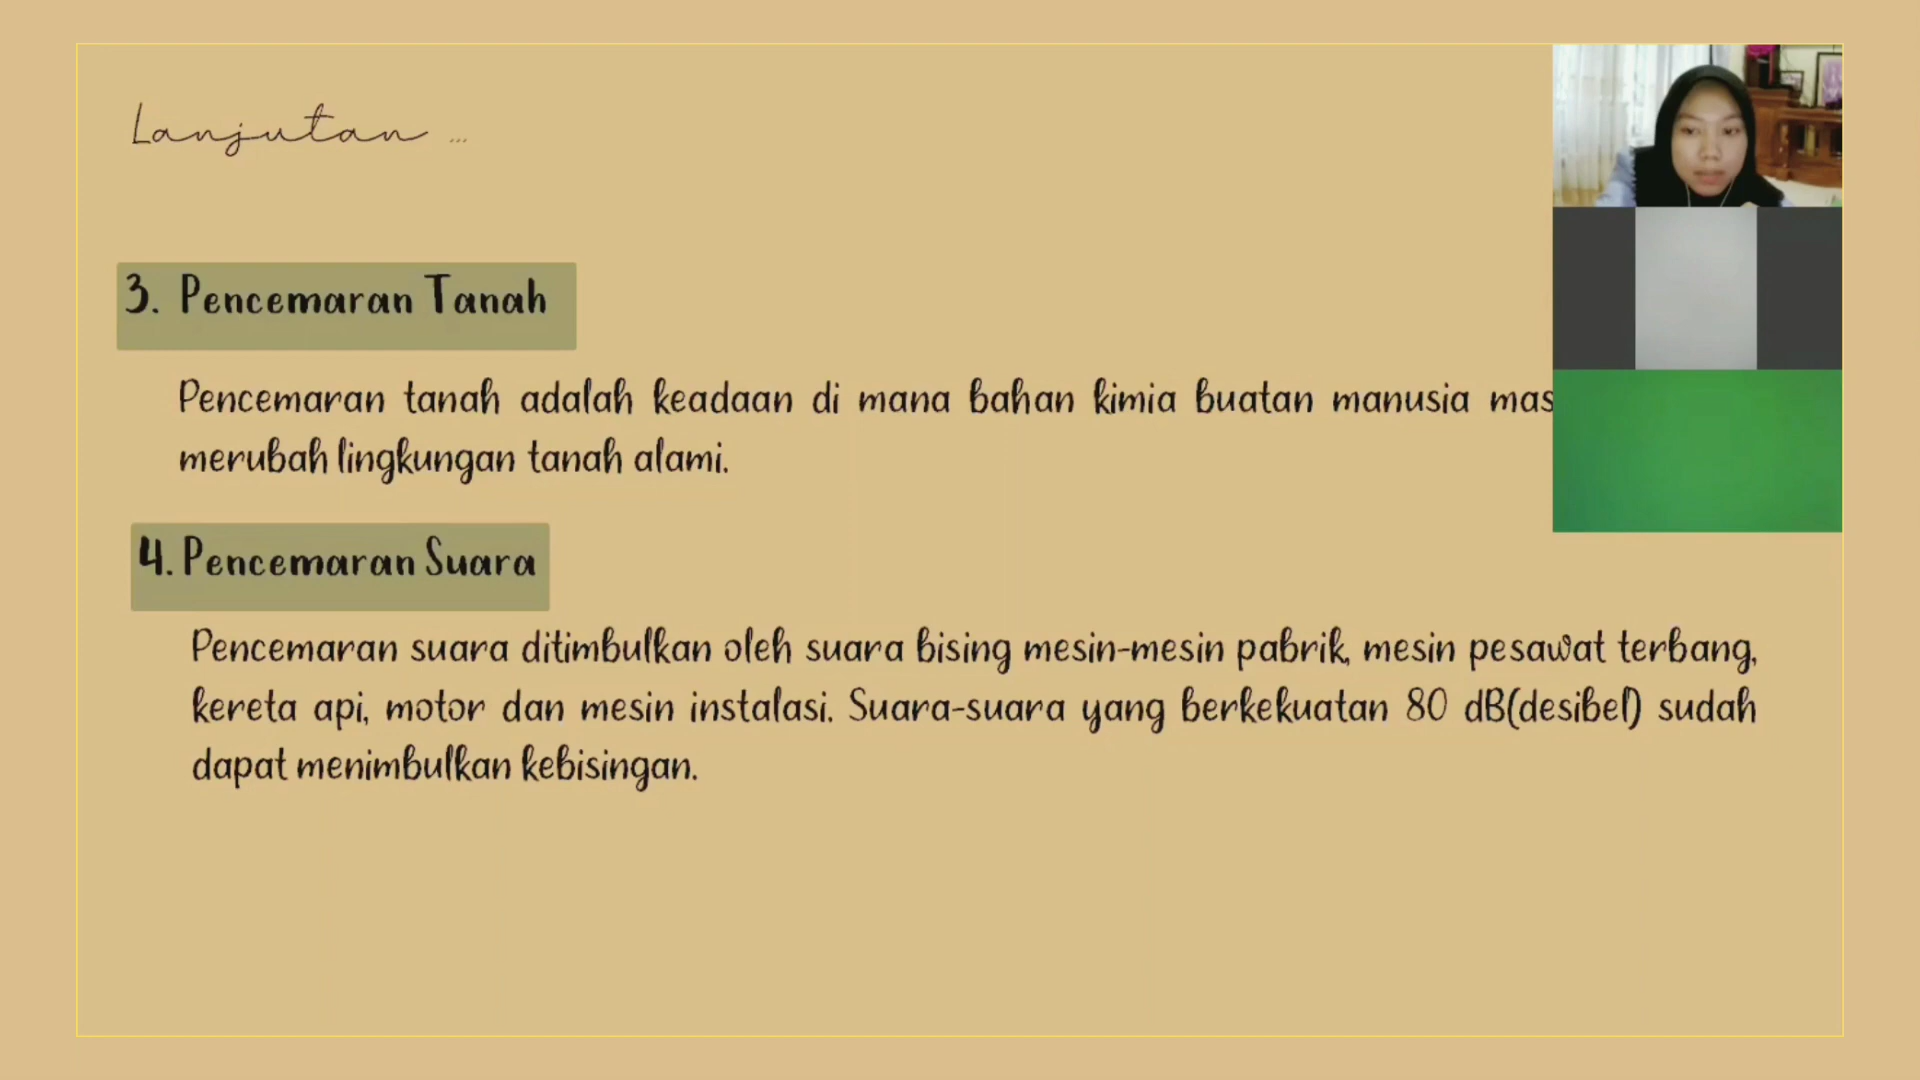 Lanjutan ...
3. Pencemaran Tanah
Pencemaran tanah adalah keadaan di mana bahan kimia buatan manusia
merubah lingkungan tanah alami.
4. Pencemaran Suara
Pencemaran suara ditimbulkan oleh suara bising mesin-mesin pabrik, mesin pesawat terbang,
kereta api, motor dan mesin instalasi. Suara-suara yang berkekuatan 80 dB(desibel) sudah
dapat menimbulkan kebisingan.